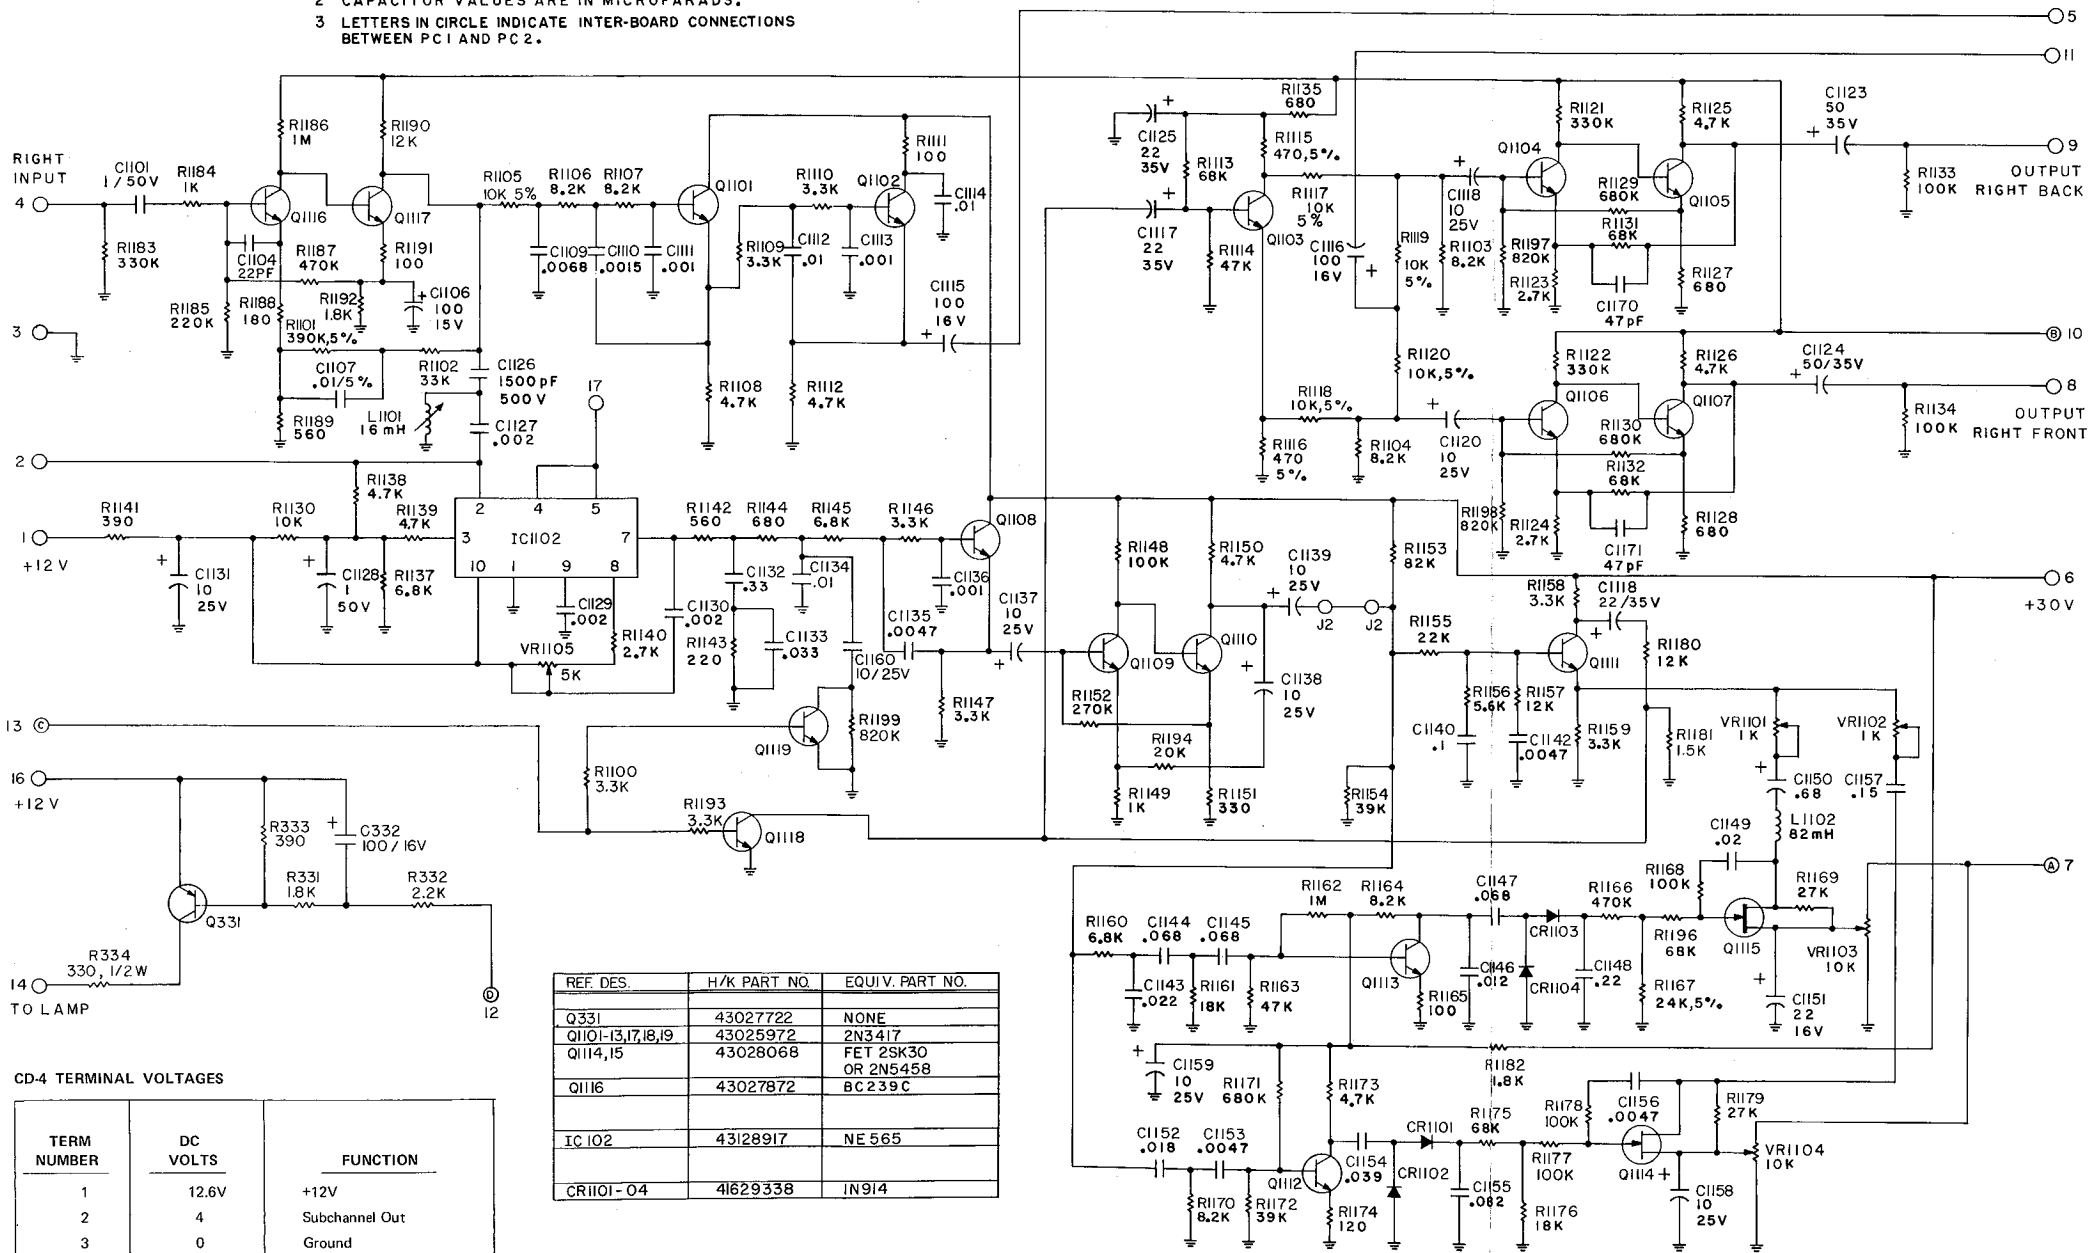 2 CAPACITOR VALUES ARE IN MICROFARADS.
3 LETTERS IN CIRCLE INDICATE INTER-BOARD CONNECTIONS
BETWEEN PC1 AND PC2.
5
11
RIGHT
INPUT
4
C1101
1/50V
R1184
1K
R1183
330K
R1186
1M
R1190
12K
Q1116
Q1117
C1104
22PF
R1187
470K
R1191
100
R1185
220K
R1188
180
R1192
1.8K
C1106
100
15V
R1101
390K,5%
C1107
.01/5%
R1102
33K
R1189
560
L1101
16mH
C1126
1500pF
500V
C1127
.002
17
R1105
10K 5%
R1106
8.2K
R1107
8.2K
C1109
.0068
C1110
.0015
C1111
.001
Q1101
R1109
3.3K
R1110
3.3K
C1112
.01
C1113
.001
Q1102
R1111
100
C1114
.01
R1108
4.7K
R1112
4.7K
C1115
100
16V
C1125
22
35V
R1113
68K
R1135
680
R1115
470,5%
C1117
22
35V
R1114
47K
Q1103
R1117
10K
5%
C1116
100
16V
R1119
10K
5%
C1118
10
25V
R1103
8.2K
R1120
10K,5%
R1118
10K,5%
R1116
470
5%
R1104
8.2K
C1120
10
25V
Q1104
R1121
330K
R1125
4.7K
R1129
680K
R1131
68K
Q1105
R1197
820K
R1123
2.7K
C1170
47pF
R1127
680
C1123
50
35V
R1133
100K
9
OUTPUT
RIGHT BACK
B 10
R1122
330K
R1126
4.7K
Q1106
Q1107
R1130
680K
R1132
68K
R1198
820K
R1124
2.7K
C1171
47pF
R1128
680
C1124
50/35V
R1134
100K
8
OUTPUT
RIGHT FRONT
3
2
1
+12V
R1141
390
C1131
10
25V
R1130
10K
C1128
1
50V
R1138
4.7K
R1137
6.8K
R1139
4.7K
2 4 5
3 IC1102 7
10 1 9 8
C1129
.002
R1140
2.7K
VR1105
5K
C1130
.002
R1142
560
R1144
680
R1145
6.8K
R1146
3.3K
C1132
.33
C1134
.01
R1143
220
C1133
.033
C1160
10/25V
C1135
.0047
C1136
.001
Q1108
C1137
10
25V
R1147
3.3K
R1199
820K
Q1119
R1148
100K
R1150
4.7K
Q1109
Q1110
C1139
10
25V
J2
J2
R1153
82K
C1138
10
25V
R1152
270K
R1194
20K
R1149
1K
R1151
330
R1154
39K
R1155
22K
R1156
5.6K
R1157
12K
C1140
.1
C1142
.0047
R1158
3.3K
C1118
22/35V
Q1111
R1159
3.3K
R1180
12K
R1181
1.5K
6
+30V
VR1101
1K
VR1102
1K
C1150
.68
C1157
.15
L1102
82mH
13 C
R1100
3.3K
R1193
3.3K
Q1118
16
+12V
R333
390
C332
100/16V
R331
1.8K
R332
2.2K
Q331
R334
330, 1/2W
14
TO LAMP
D
12
C1149
.02
R1168
100K
R1169
27K
Q1115
VR1103
10K
C1151
22
16V
A 7
R1160
6.8K
C1144
.068
C1145
.068
R1162
1M
R1164
8.2K
C1147
.068
R1166
470K
CR1103
C1143
.022
R1161
18K
R1163
47K
Q1113
R1165
100
C1146
.012
CR1104
C1148
.22
R1196
68K
R1167
24K,5%
C1159
10
25V
R1171
680K
R1173
4.7K
R1182
1.8K
C1152
.018
C1153
.0047
R1170
8.2K
R1172
39K
Q1112
R1174
120
C1154
.039
CR1101
CR1102
R1175
68K
C1155
.082
R1177
100K
R1176
18K
R1178
100K
C1156
.0047
R1179
27K
Q1114
C1158
10
25V
VR1104
10K
REF. DES. H/K PART NO. EQUIV. PART NO.
Q331 43027722 NONE
Q1101-13,17,18,19 43025972 2N3417
Q1114,15 43028068 FET 2SK30
OR 2N5458
Q1116 43027872 BC239C
IC102 43128917 NE565
CR1101-04 41629338 1N914
CD-4 TERMINAL VOLTAGES
TERM
NUMBER DC
VOLTS FUNCTION
1 12.6V +12V
2 4 Subchannel Out
3 0 Ground